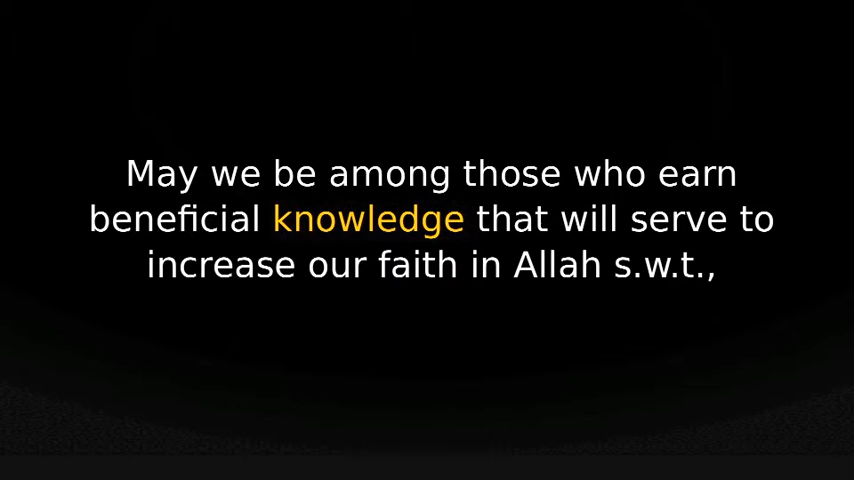 May we be among those who earn
beneficial knowledge that will serve to
increase our faith in Allah s.w.t.,